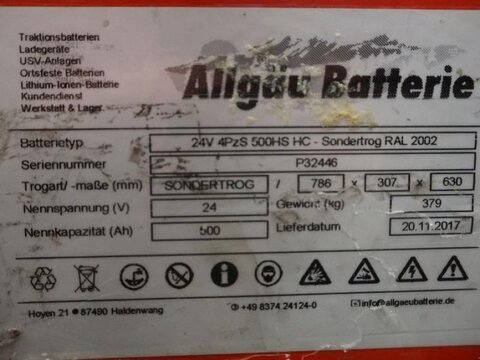 Traktionsbatterien
Ladegeräte
USV-Anlagen
Ortsfeste Batterien
Lithium-Ionen-Batterie
Kundendienst
Werkstatt & Lager
Allgäu Batterie
Batterietyp 24V 4PzS 500HS HC - Sondertrog RAL 2002
Seriennummer P32446
Trogart/ -maße (mm) SONDERTROG / 786 x 307 x 630
Nennspannung (V) 24 Gewicht (kg) 379
Nennkapazität (Ah) 500 Lieferdatum 20.11.2017
Hoyen 21 ● 87490 Haldenwang +49 8374 24124-0 info@allgaeubatterie.de